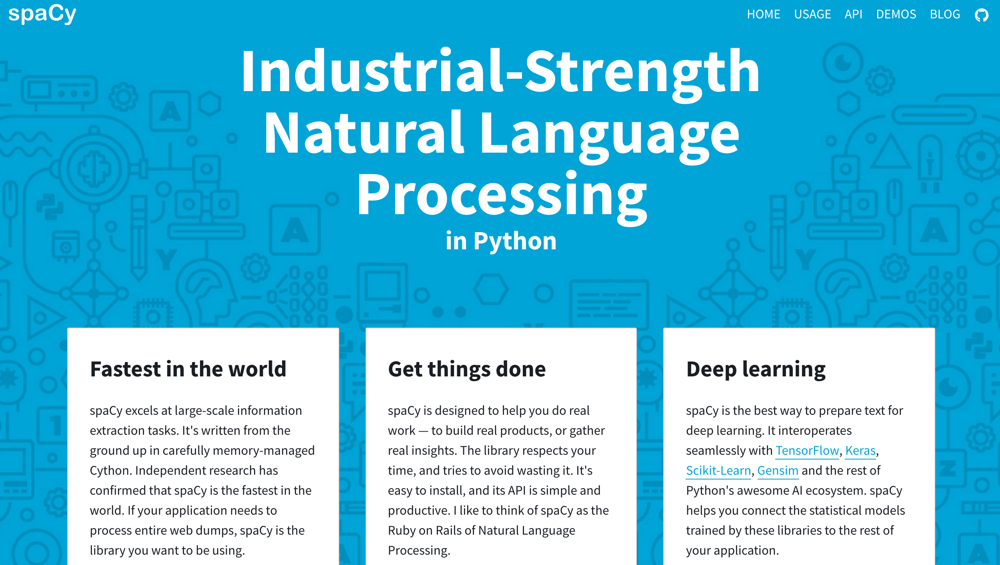 spaCy
HOME USAGE API DEMOS BLOG
Industrial-Strength
Natural Language
Processing
in Python
A
A
Y
A
Y
1
Z
A
A
Fastest in the world
spaCy excels at large-scale information
extraction tasks. It's written from the
ground up in carefully memory-managed
Cython. Independent research has
confirmed that spaCy is the fastest in the
world. If your application needs to
process entire web dumps, spaCy is the
library you want to be using.
Get things done
spaCy is designed to help you do real
work — to build real products, or gather
real insights. The library respects your
time, and tries to avoid wasting it. It's
easy to install, and its API is simple and
productive. I like to think of spaCy as the
Ruby on Rails of Natural Language
Processing.
Deep learning
spaCy is the best way to prepare text for
deep learning. It interoperates
seamlessly with TensorFlow, Keras,
Scikit-Learn, Gensim and the rest of
Python's awesome AI ecosystem. spaCy
helps you connect the statistical models
trained by these libraries to the rest of
your application.